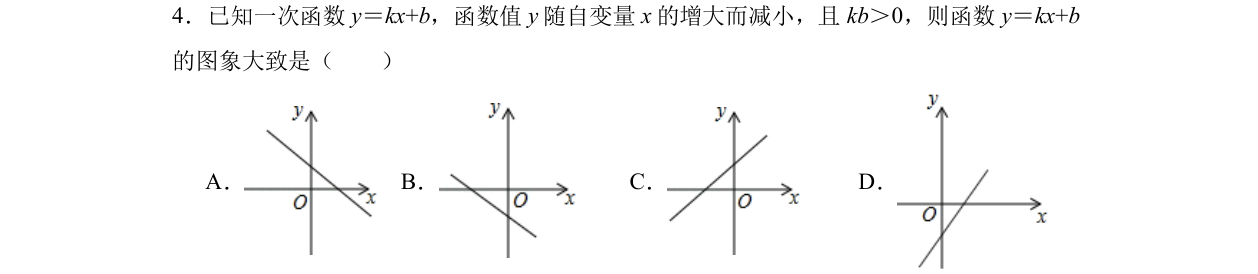 4．已知一次函数 y＝kx+b，函数值 y 随自变量 x 的增大而减小，且 kb＞0，则函数 y＝kx+b
的图象大致是（　　）
A． y O x B． y O x C． y O x D． y O x